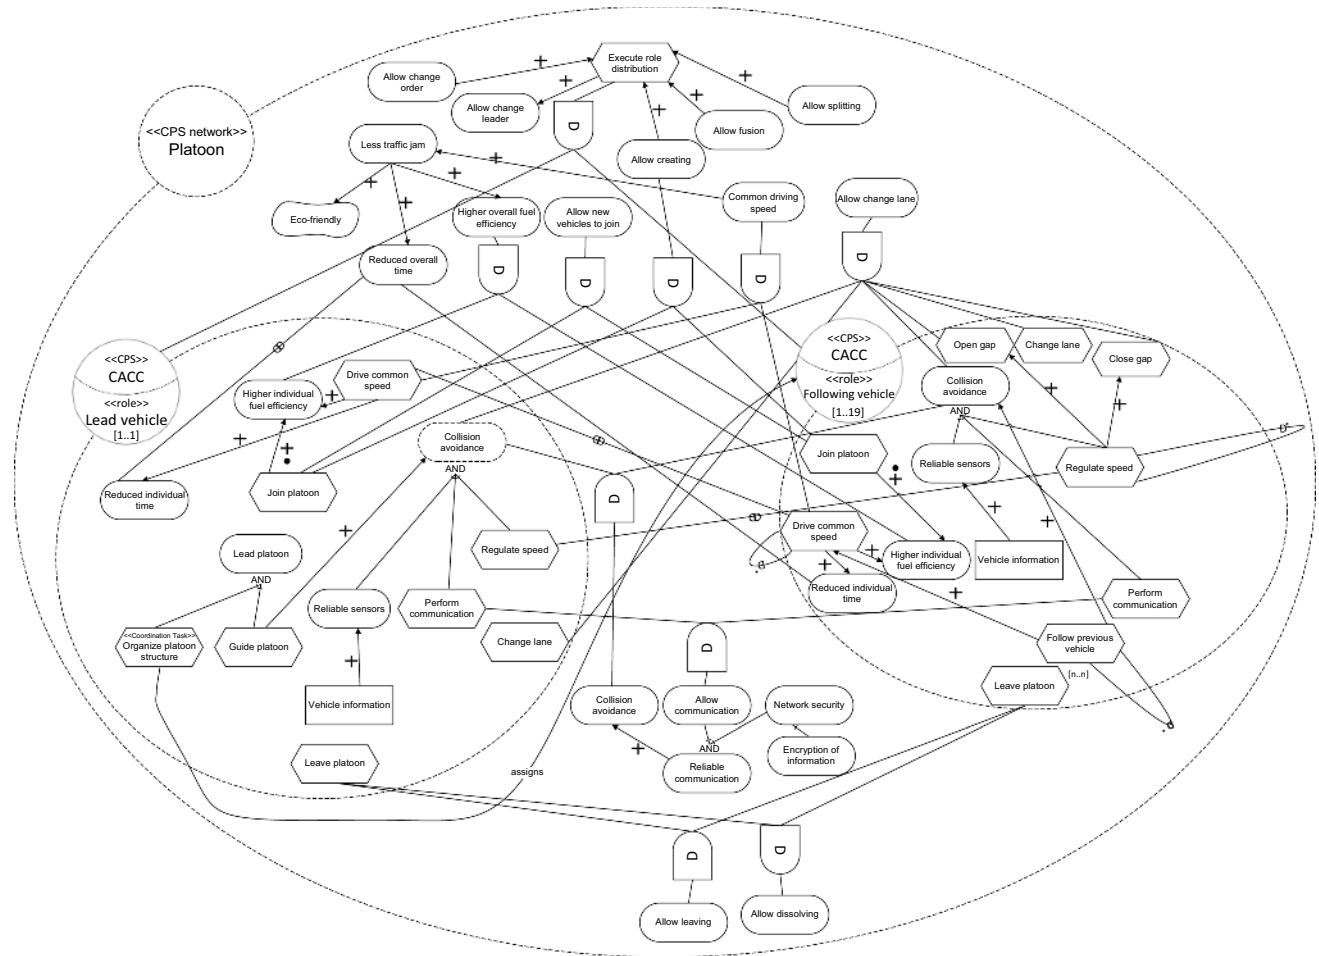 Execute role
distribution
Allow change
order
Allow change
leader
Allow splitting
Allow fusion
Allow creating
D
<<CPS network>>
Platoon
Less traffic jam
Eco-friendly
Higher overall fuel
efficiency
Allow new
vehicles to join
Common driving
speed
Allow change lane
Reduced overall
time
D
D
D
D
D
<<CPS>>
CACC
<<role>>
Lead vehicle
[1..1]
Drive common
speed
Higher individual
fuel efficiency
Collision
avoidance
AND
Join platoon
Reduced individual
time
<<CPS>>
CACC
<<role>>
Following vehicle
[1..19]
Open gap
Change lane
Close gap
Collision
avoidance
AND
Join platoon
Reliable sensors
Regulate speed
D
D
Lead platoon
AND
Regulate speed
Drive common
speed
Higher individual
fuel efficiency
Vehicle information
Reduced individual
time
Perform
communication
Reliable sensors
Perform
communication
<<Coordination Task>>
Organize platoon
structure
Guide platoon
Change lane
D
Follow previous
vehicle
[n..n]
Leave platoon
Vehicle information
Collision
avoidance
Allow
communication
Network security
AND
Encryption of
information
Reliable
communication
Leave platoon
assigns
D
D
Allow leaving
Allow dissolving